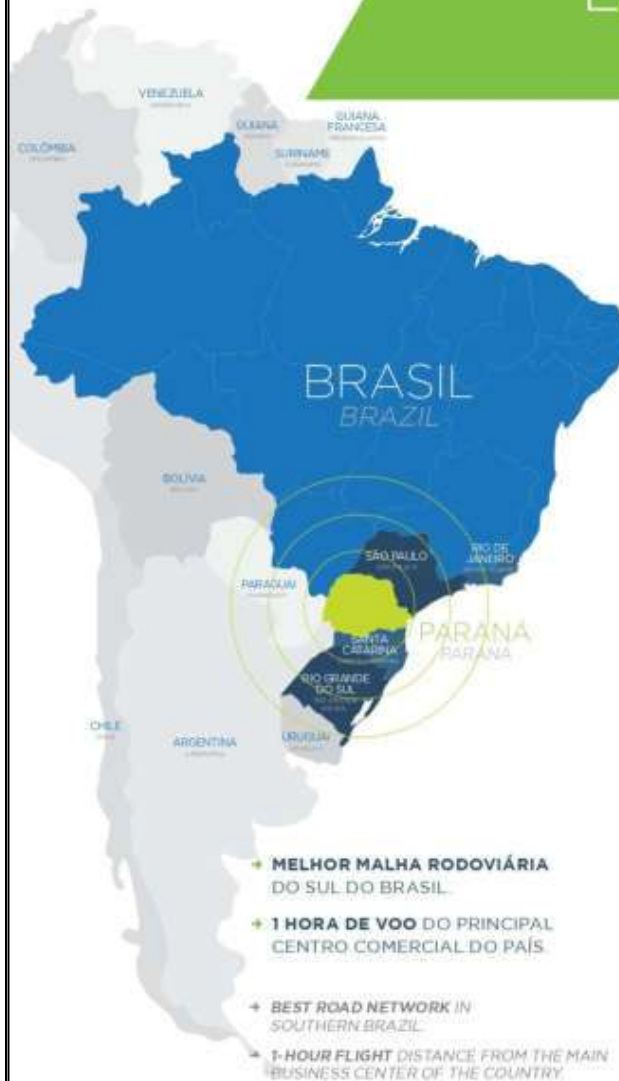 VENEZUELA
GUIANA
GUIANA
FRANCESA
COLÔMBIA
SURINAME
BRASIL
BRAZIL
BOLÍVIA
SÃO PAULO
RIO DE
JANEIRO
PARAGUAI
PARANÁ
PARANÁ
SANTA
CATARINA
RIO GRANDE
DO SUL
CHILE
ARGENTINA
URUGUAI
→ MELHOR MALHA RODOVIÁRIA
DO SUL DO BRASIL.
→ 1 HORA DE VOO DO PRINCIPAL
CENTRO COMERCIAL DO PAÍS.
→ BEST ROAD NETWORK IN
SOUTHERN BRAZIL.
→ 1-HOUR FLIGHT DISTANCE FROM THE MAIN
BUSINESS CENTER OF THE COUNTRY.